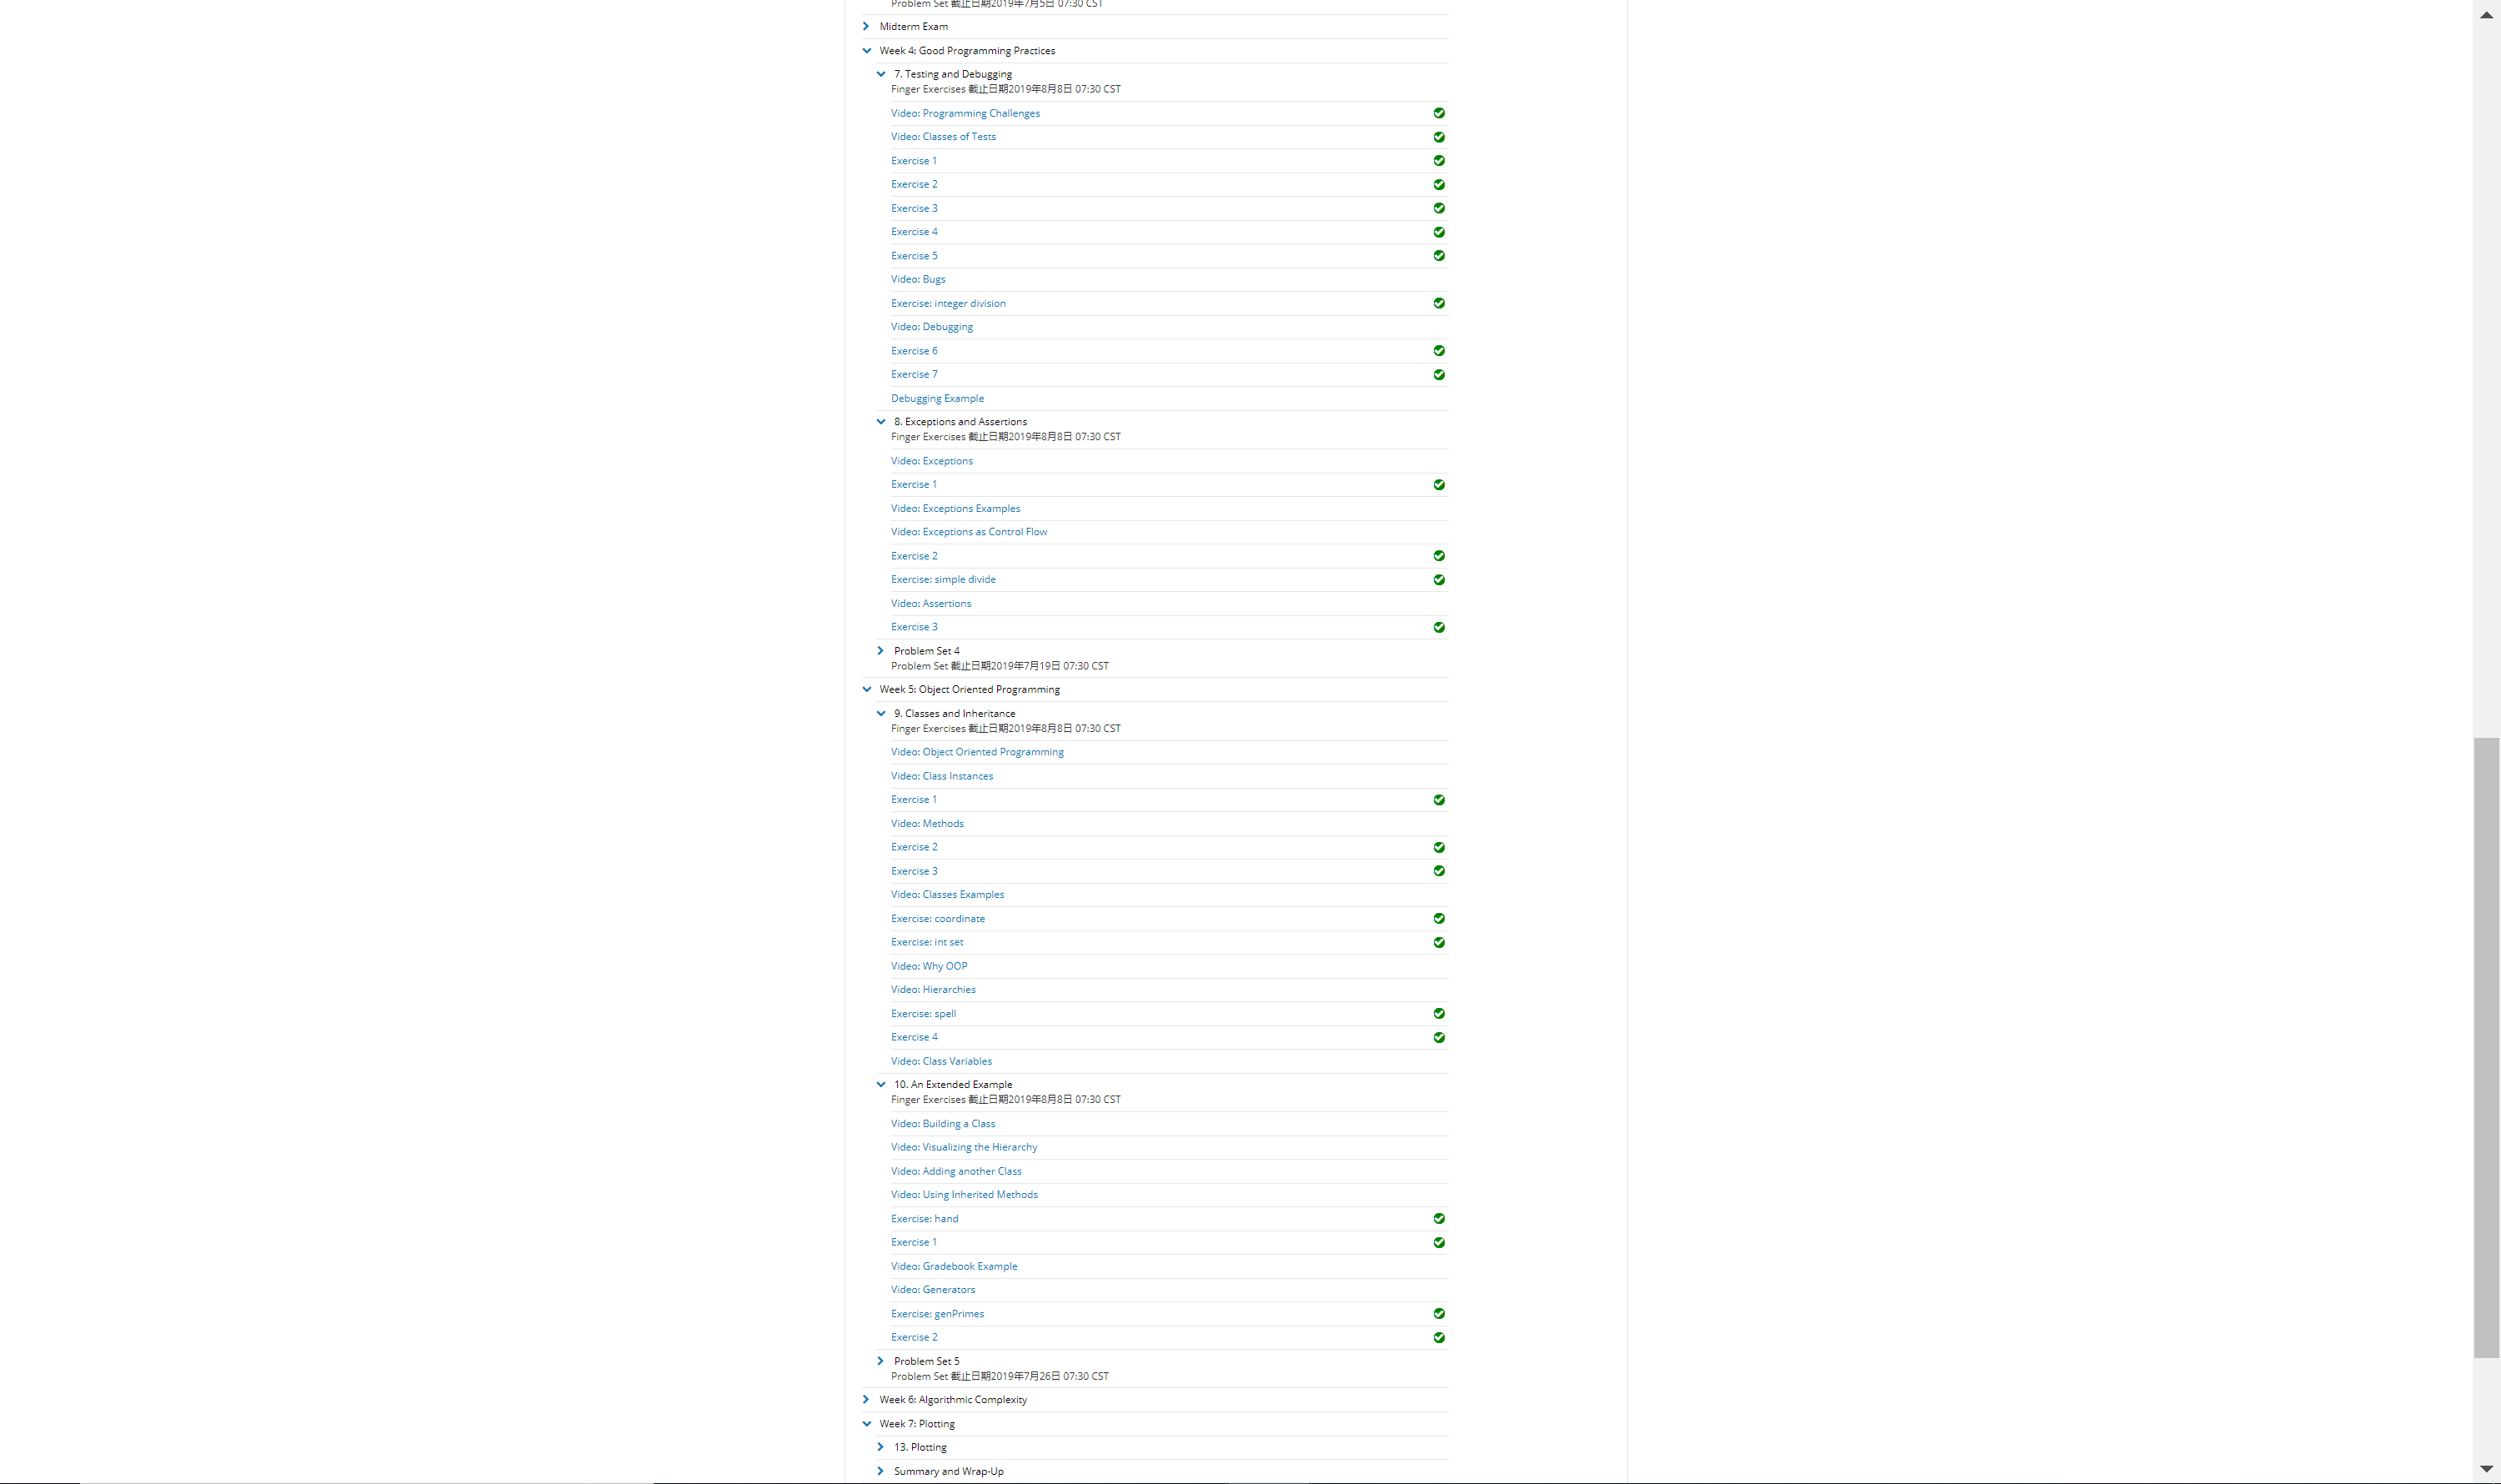 Problem Set 截止日期2019年7月5日 07:30 CST
Midterm Exam
Week 4: Good Programming Practices
7. Testing and Debugging
Finger Exercises 截止日期2019年8月8日 07:30 CST
Video: Programming Challenges
Video: Classes of Tests
Exercise 1
Exercise 2
Exercise 3
Exercise 4
Exercise 5
Video: Bugs
Exercise: integer division
Video: Debugging
Exercise 6
Exercise 7
Debugging Example
8. Exceptions and Assertions
Finger Exercises 截止日期2019年8月8日 07:30 CST
Video: Exceptions
Exercise 1
Video: Exceptions Examples
Video: Exceptions as Control Flow
Exercise 2
Exercise: simple divide
Video: Assertions
Exercise 3
Problem Set 4
Problem Set 截止日期2019年7月19日 07:30 CST
Week 5: Object Oriented Programming
9. Classes and Inheritance
Finger Exercises 截止日期2019年8月8日 07:30 CST
Video: Object Oriented Programming
Video: Class Instances
Exercise 1
Video: Methods
Exercise 2
Exercise 3
Video: Classes Examples
Exercise: coordinate
Exercise: int set
Video: Why OOP
Video: Hierarchies
Exercise: spell
Exercise 4
Video: Class Variables
10. An Extended Example
Finger Exercises 截止日期2019年8月8日 07:30 CST
Video: Building a Class
Video: Visualizing the Hierarchy
Video: Adding another Class
Video: Using Inherited Methods
Exercise: hand
Exercise 1
Video: Gradebook Example
Video: Generators
Exercise: genPrimes
Exercise 2
Problem Set 5
Problem Set 截止日期2019年7月26日 07:30 CST
Week 6: Algorithmic Complexity
Week 7: Plotting
13. Plotting
Summary and Wrap-Up